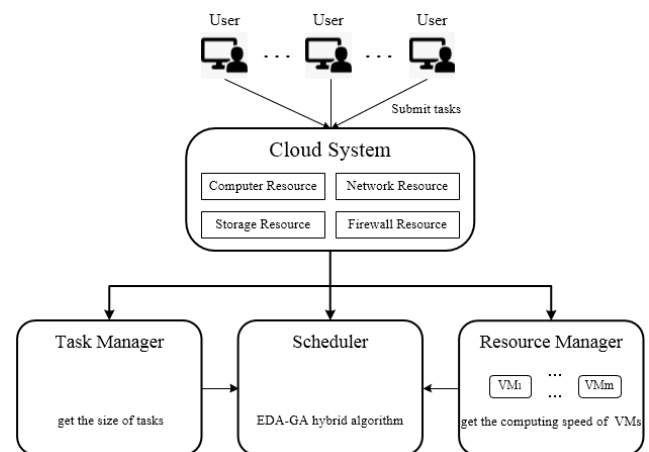 User User User
... ...
Submit tasks
Cloud System
Computer Resource Network Resource
Storage Resource Firewall Resource
Task Manager Scheduler Resource Manager
VM1 ... ... VMm
get the size of tasks EDA-GA hybrid algorithm get the computing speed of VMs